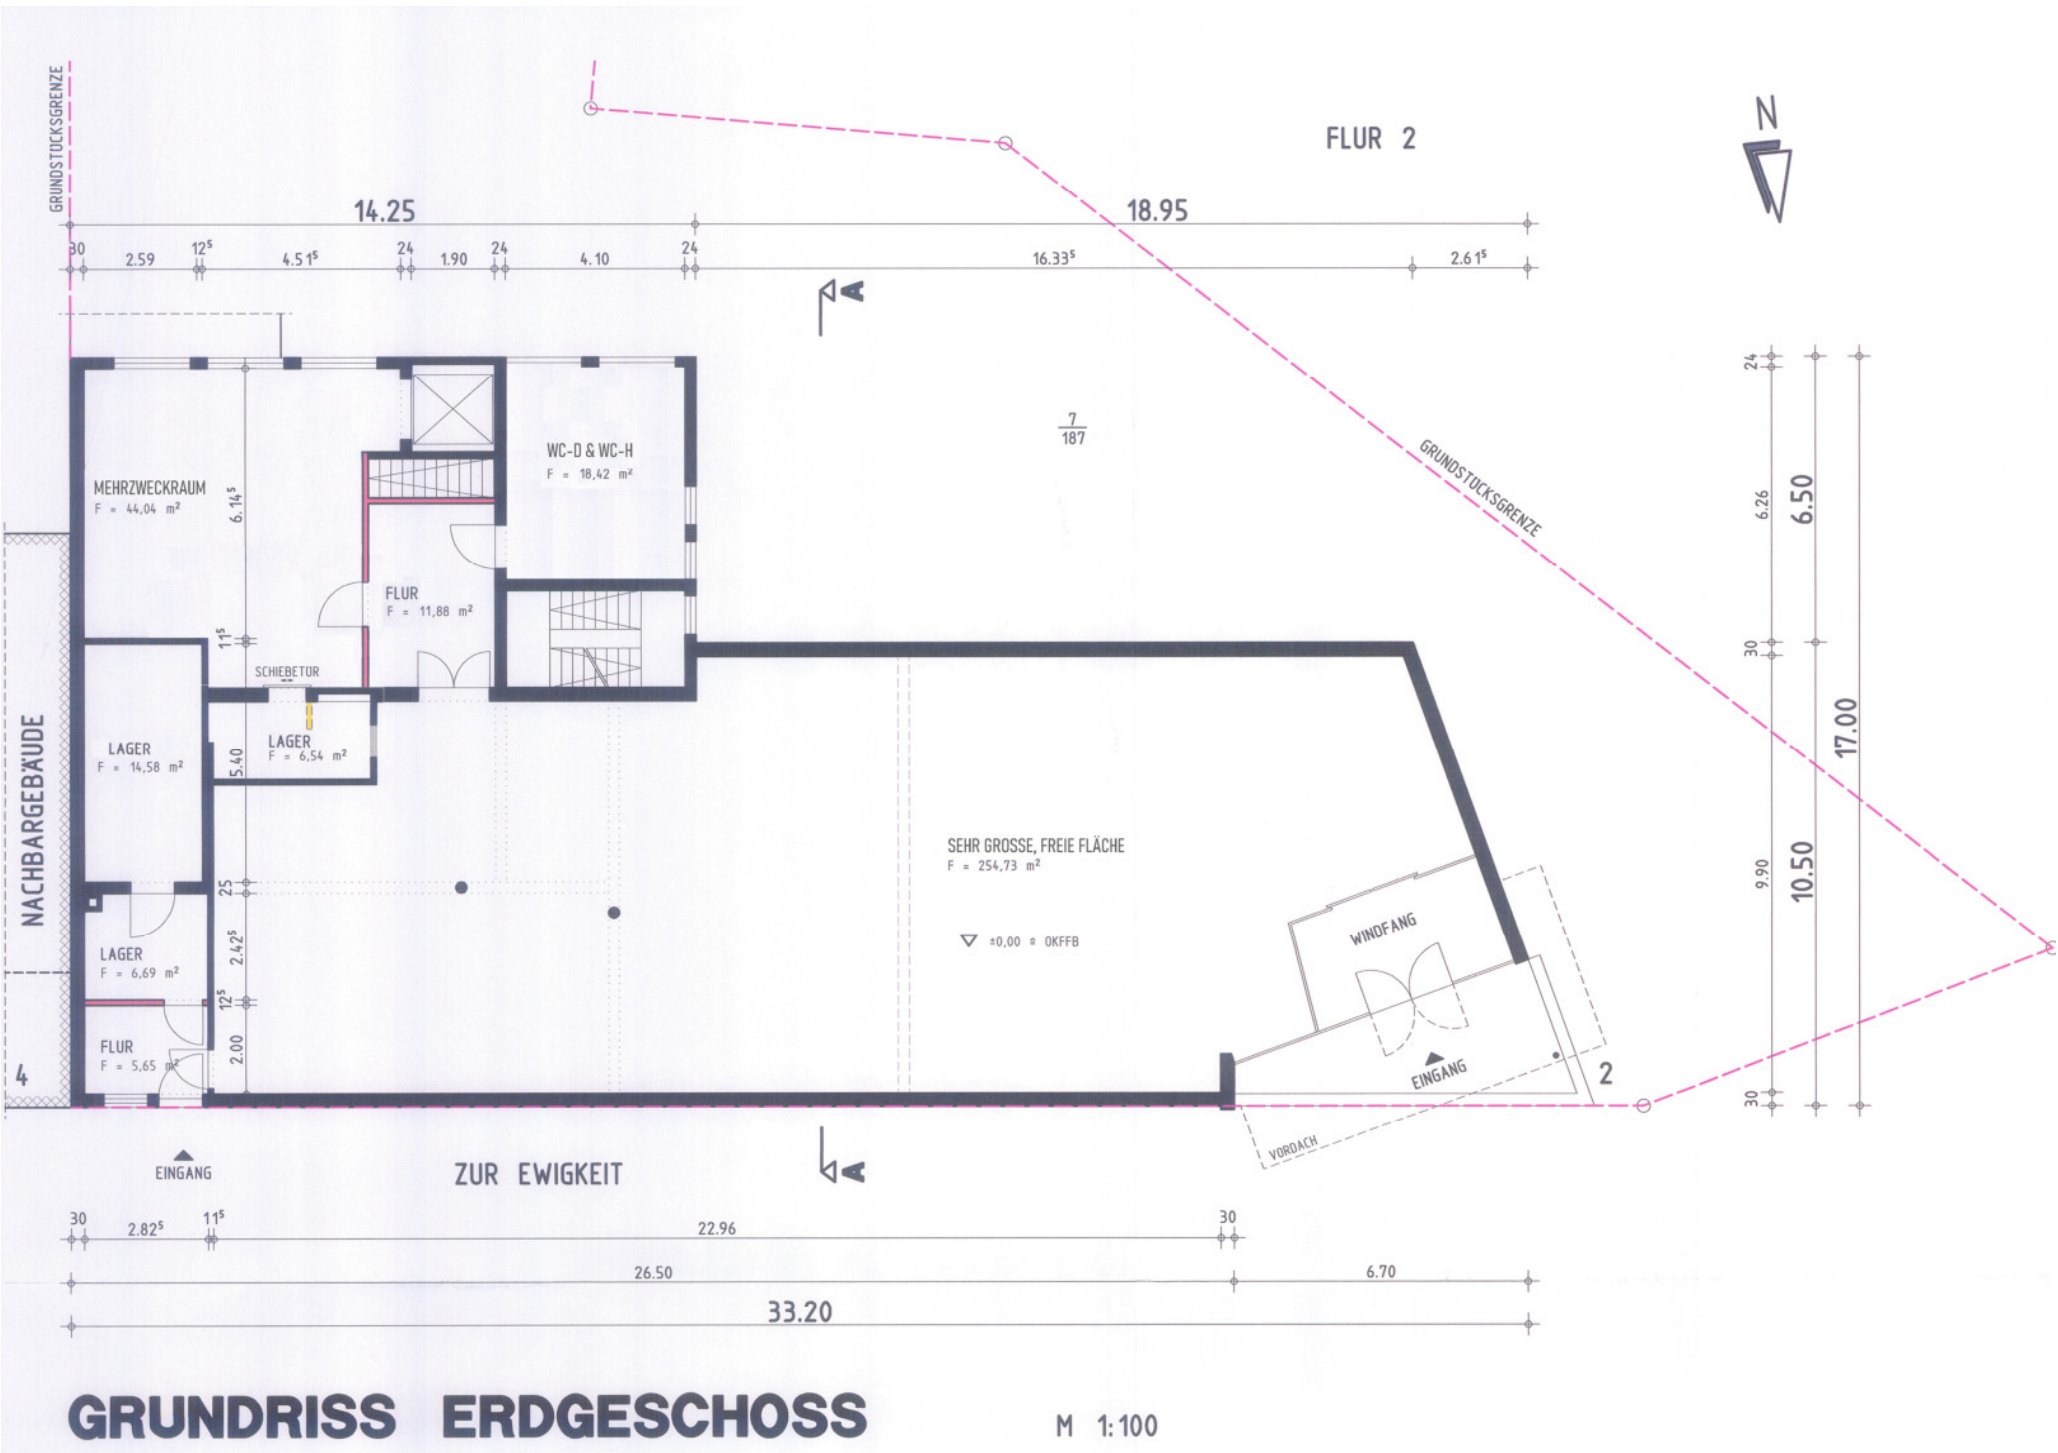 GRUNDSTÜCKSGRENZE
FLUR 2
N
14.25
18.95
30
2.59
12⁵
4.51⁵
24
1.90
24
4.10
24
16.33⁵
2.61⁵
A
7
187
GRUNDSTÜCKSGRENZE
MEHRZWECKRAUM
F = 44,04 m²
6.14⁵
WC-D & WC-H
F = 18,42 m²
FLUR
F = 11,88 m²
11⁵
SCHIEBETÜR
LAGER
F = 14,58 m²
LAGER
F = 6,54 m²
5.40
NACHBARGEBÄUDE
SEHR GROSSE, FREIE FLÄCHE
F = 254,73 m²
±0,00 = OKFFB
25
LAGER
F = 6,69 m²
2.42⁵
12⁵
FLUR
F = 5,65 m²
2.00
4
WINDFANG
EINGANG
2
VORDACH
24
6.26
6.50
30
17.00
9.90
10.50
30
EINGANG
ZUR EWIGKEIT
A
30
2.82⁵
11⁵
22.96
30
26.50
6.70
33.20
GRUNDRISS ERDGESCHOSS
M 1:100